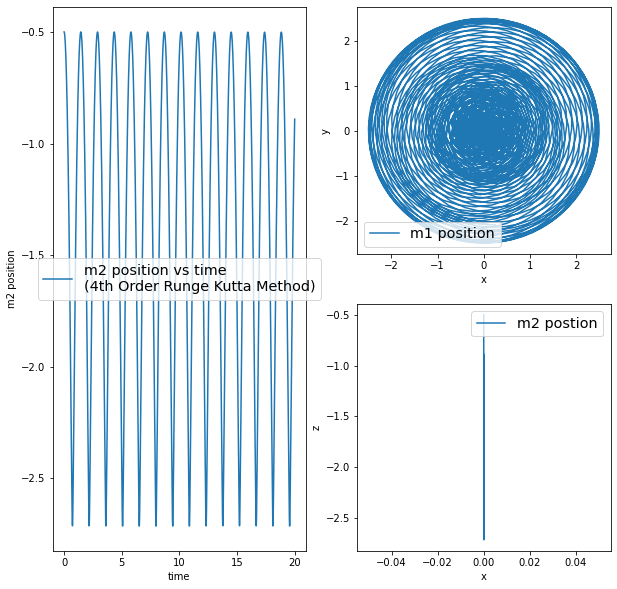 −0.5
−1.0
−1.5
−2.0
−2.5
m2 position
m2 position vs time
(4th Order Runge Kutta Method)
0 5 10 15 20
time
2
1
0
−1
−2
y
m1 position
−2 −1 0 1 2
x
−0.5
−1.0
−1.5
−2.0
−2.5
z
m2 postion
−0.04 −0.02 0.00 0.02 0.04
x